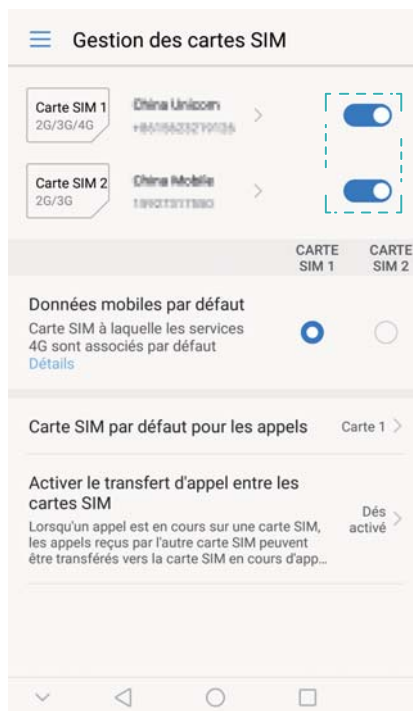 Gestion des cartes SIM
Carte SIM 1
2G/3G/4G
China Unicom
Carte SIM 2
2G/3G
China Mobile
CARTE SIM 1
CARTE SIM 2
Données mobiles par défaut
Carte SIM à laquelle les services
4G sont associés par défaut
Détails
Carte SIM par défaut pour les appels
Carte 1
Activer le transfert d'appel entre les
cartes SIM
Lorsqu'un appel est en cours sur une carte SIM,
les appels reçus par l'autre carte SIM peuvent
être transférés vers la carte SIM en cours d'app...
Dés
activé